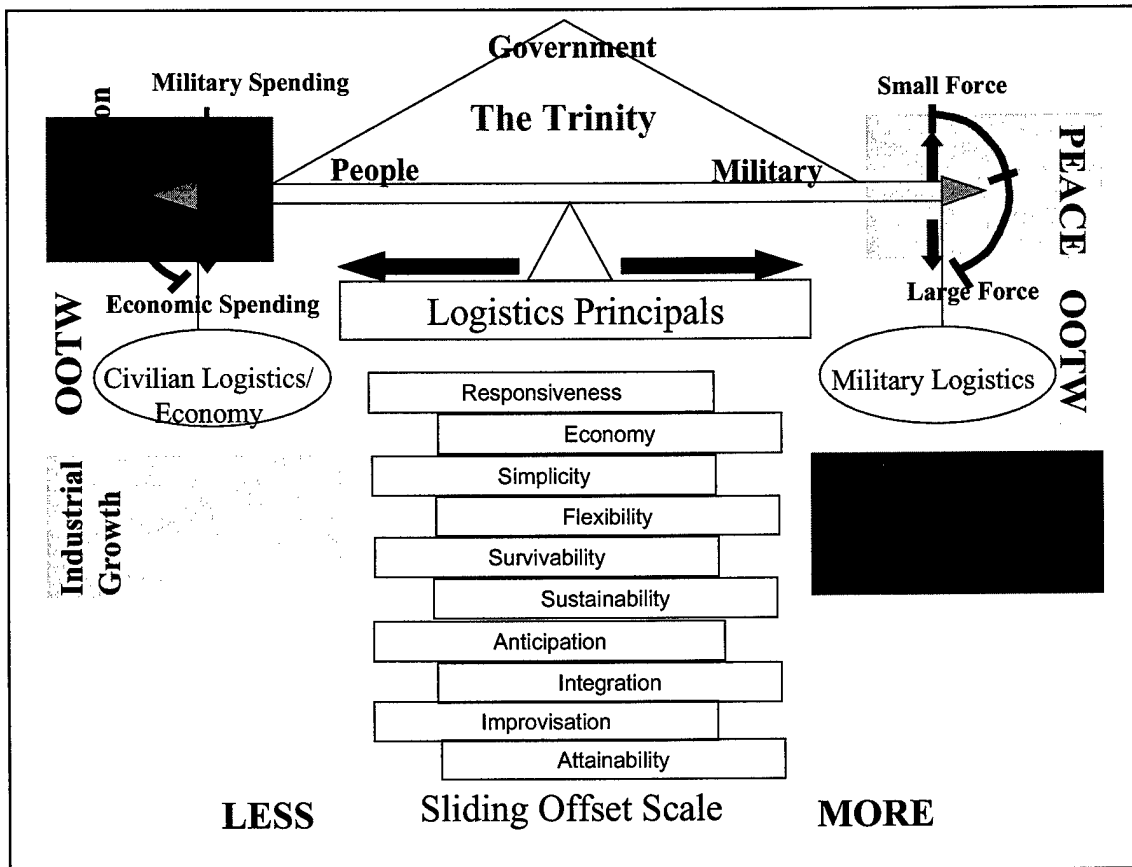 Government
Military Spending
Small Force
The Trinity
People
Military
PEACE
Economic Spending
Large Force
OOTW
Logistics Principals
OOTW
Civilian Logistics/
Economy
Military Logistics
Responsiveness
Economy
Simplicity
Flexibility
Industrial
Growth
Survivability
Sustainability
Anticipation
Integration
Improvisation
Attainability
LESS
Sliding Offset Scale
MORE